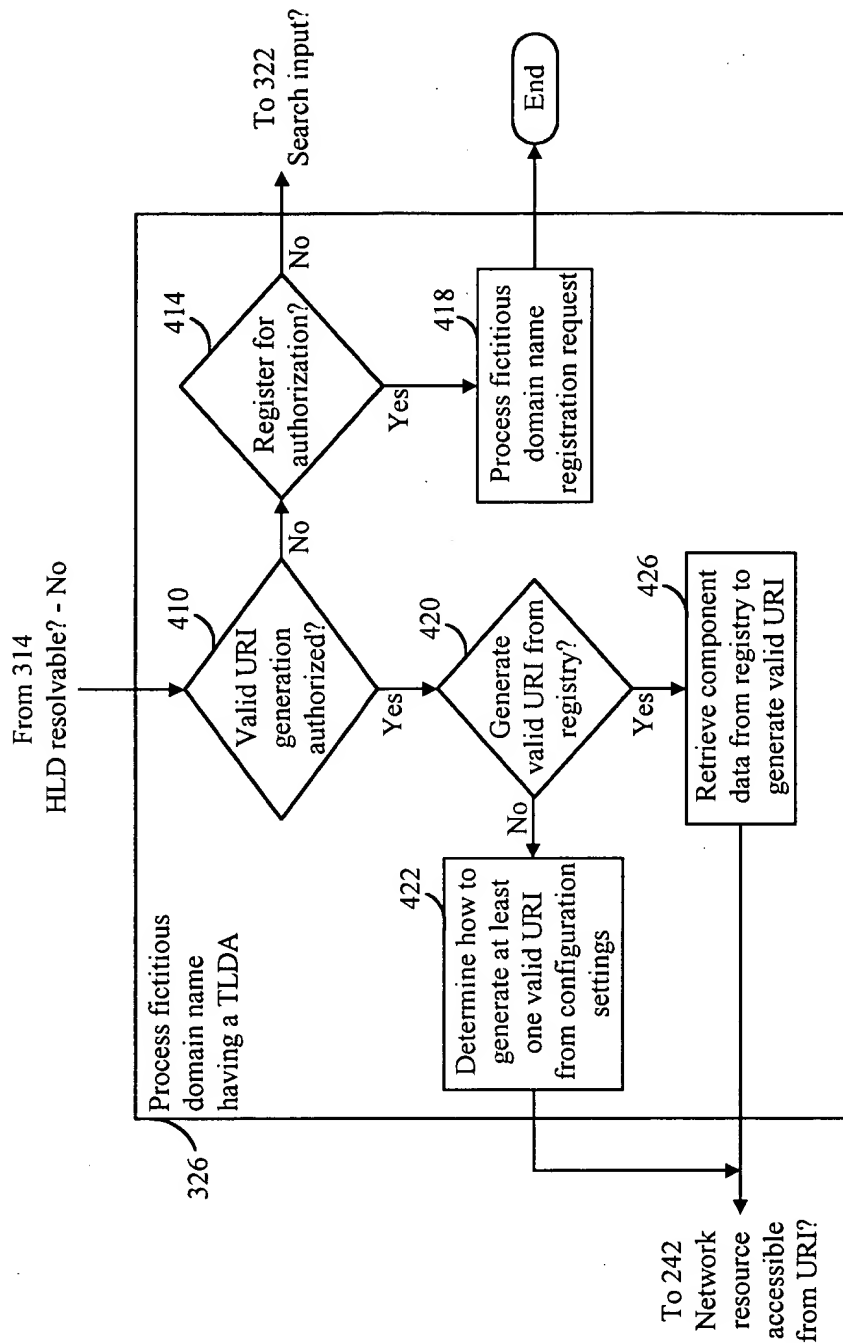 From 314
HLD resolvable? - No
Process fictitious
domain name
having a TLDA
326
410
Valid URI
generation
authorized?
No
Yes
414
Register for
authorization?
No
To 322
Search input?
Yes
418
Process fictitious
domain name
registration request
End
420
Generate
valid URI from
registry?
No
Yes
422
Determine how to
generate at least
one valid URI
from configuration
settings
426
Retrieve component
data from registry to
generate valid URI
To 242
Network
resource
accessible
from URI?